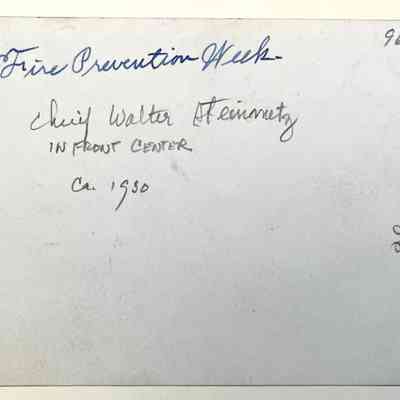 Fire Prevention Week.
Chief Walter Steinmetz
IN FRONT CENTER
Ca. 1930